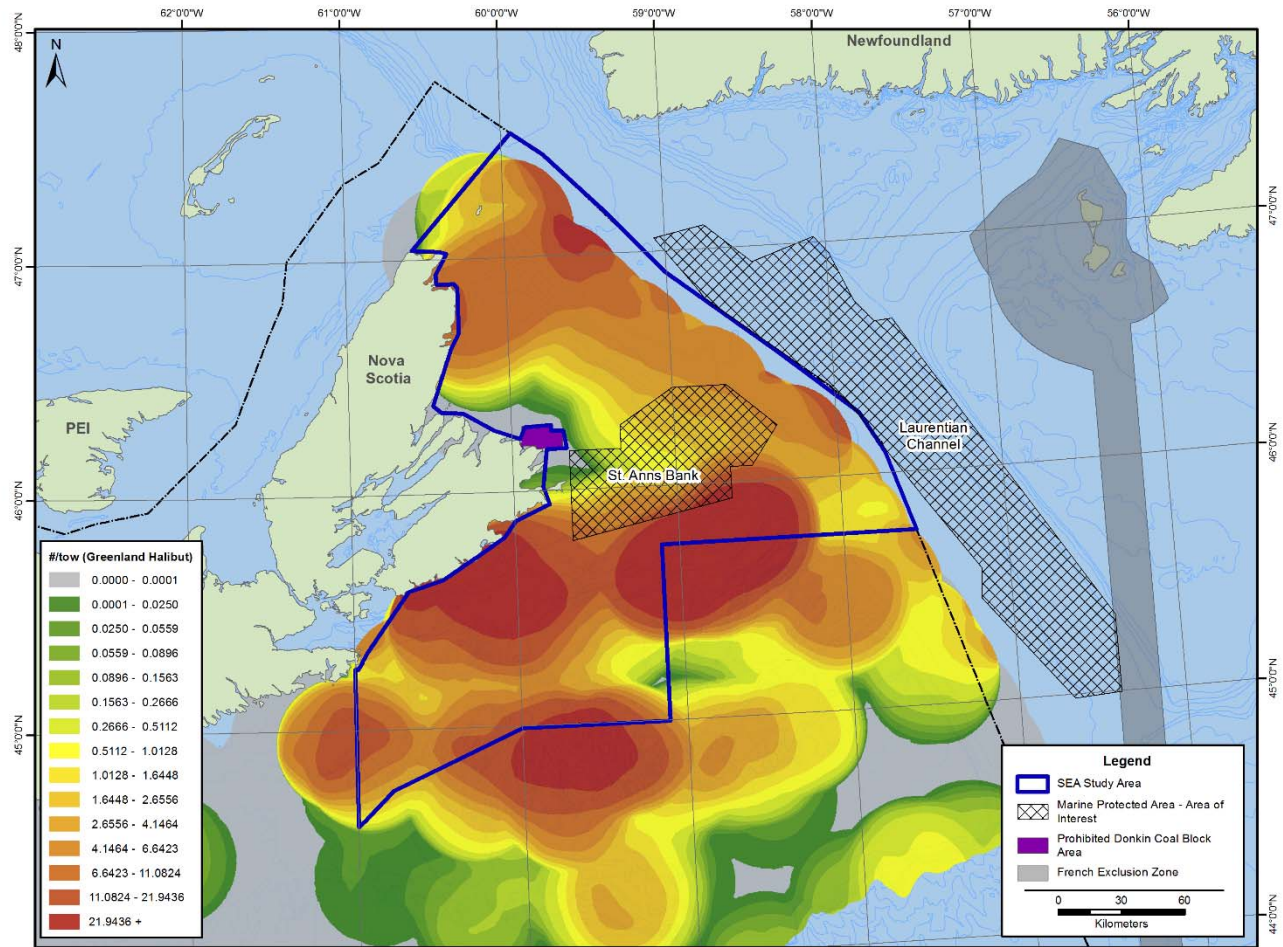 62°0'0"W
61°0'0"W
60°0'0"W
59°0'0"W
58°0'0"W
57°0'0"W
56°0'0"W
48°0'0"N
N
Newfoundland
47°0'0"N
47°0'0"N
Nova
Scotia
PEI
46°0'0"N
46°0'0"N
Laurentian
Channel
St. Anns Bank
45°0'0"N
45°0'0"N
44°0'0"N
#/tow (Greenland Halibut)
0.0000 - 0.0001
0.0001 - 0.0250
0.0250 - 0.0559
0.0559 - 0.0896
0.0896 - 0.1563
0.1563 - 0.2666
0.2666 - 0.5112
0.5112 - 1.0128
1.0128 - 1.6448
1.6448 - 2.6556
2.6556 - 4.1464
4.1464 - 6.6423
6.6423 - 11.0824
11.0824 - 21.9436
21.9436 +
Legend
SEA Study Area
Marine Protected Area - Area of
Interest
Prohibited Donkin Coal Block
Area
French Exclusion Zone
0 30 60
Kilometers